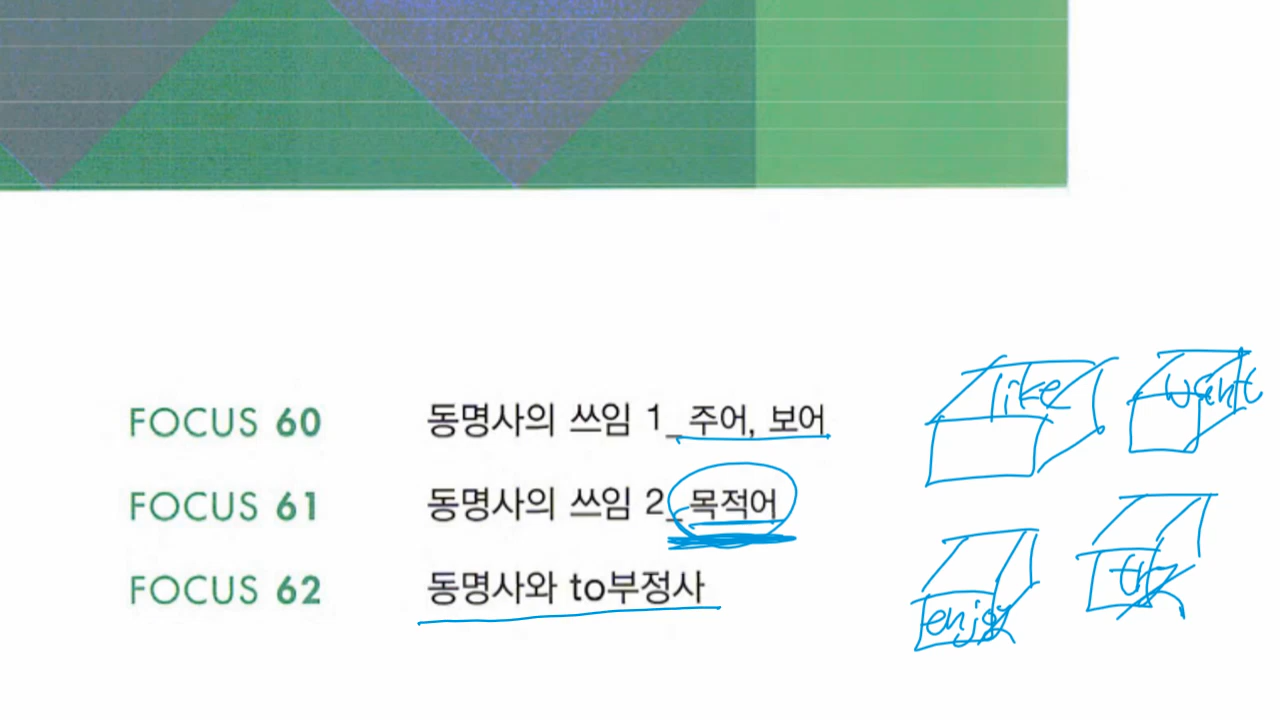 FOCUS 60 동명사의 쓰임 1_주어, 보어
FOCUS 61 동명사의 쓰임 2_목적어
FOCUS 62 동명사와 to부정사
like
want
enjoy
try